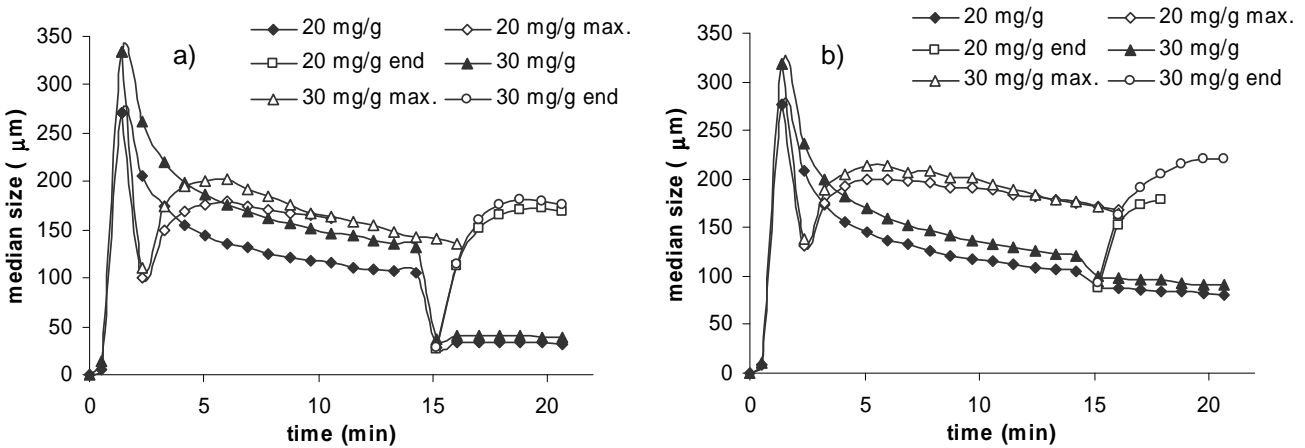 a)
20 mg/g 20 mg/g max.
20 mg/g end 30 mg/g
30 mg/g max. 30 mg/g end
median size ( μm)
350
300
250
200
150
100
50
0
0 5 10 15 20
time (min)
b)
20 mg/g 20 mg/g max.
20 mg/g end 30 mg/g
30 mg/g max. 30 mg/g end
median size ( μm)
350
300
250
200
150
100
50
0
0 5 10 15 20
time (min)